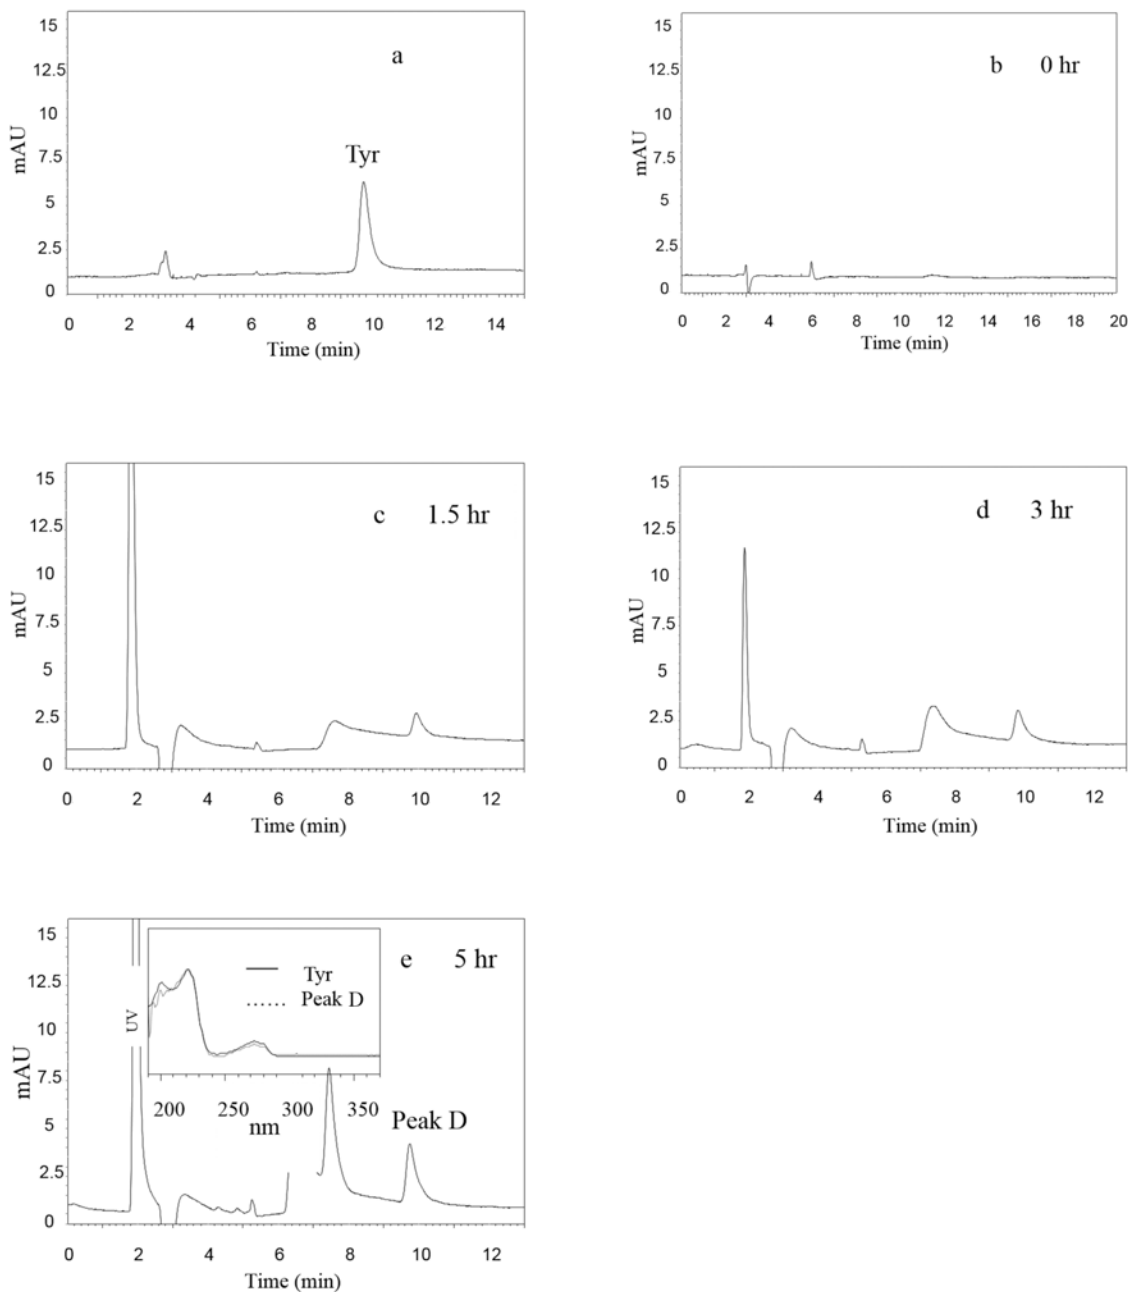 a
Tyr
15
12.5
10
7.5
5
2.5
0
mAU
0 2 4 6 8 10 12 14
Time (min)
b 0 hr
15
12.5
10
7.5
5
2.5
0
mAU
0 2 4 6 8 10 12 14 16 18 20
Time (min)
c 1.5 hr
15
12.5
10
7.5
5
2.5
0
mAU
0 2 4 6 8 10 12
Time (min)
d 3 hr
15
12.5
10
7.5
5
2.5
0
mAU
0 2 4 6 8 10 12
Time (min)
e 5 hr
15
12.5
10
7.5
5
2.5
0
mAU
UV
Tyr
Peak D
200 250 300 350
nm
Peak D
0 2 4 6 8 10 12
Time (min)